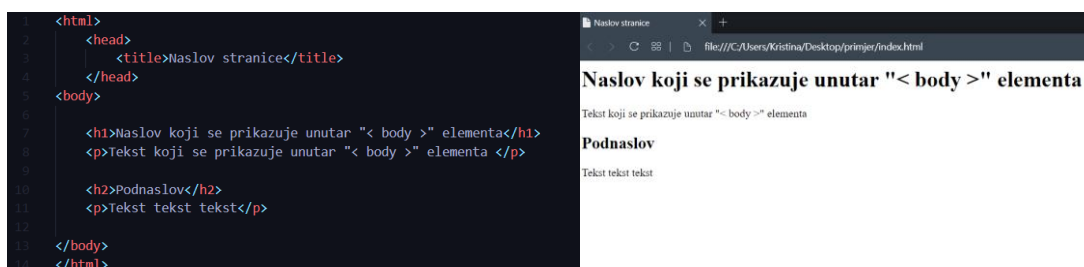 1 <html>
2 <head>
3 <title>Naslov stranice</title>
4 </head>
5 <body>
6
7 <h1>Naslov koji se prikazuje unutar "< body >" elementa</h1>
8 <p>Tekst koji se prikazuje unutar "< body >" elementa </p>
9
10 <h2>Podnaslov</h2>
11 <p>Tekst tekst tekst</p>
12
13 </body>
14 </html>
Naslov stranice
file:///C:/Users/Kristina/Desktop/primjer/index.html
Naslov koji se prikazuje unutar "< body >" elementa
Tekst koji se prikazuje unutar "< body >" elementa
Podnaslov
Tekst tekst tekst